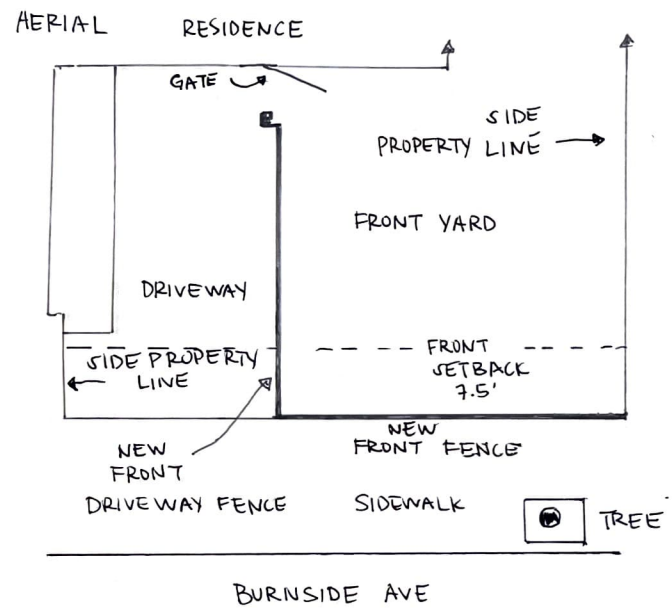 AERIAL RESIDENCE
GATE
SIDE
PROPERTY LINE
FRONT YARD
DRIVEWAY
FRONT
SETBACK
7.5'
SIDE PROPERTY
LINE
NEW
FRONT FENCE
NEW
FRONT
DRIVEWAY FENCE
SIDEWALK
TREE
BURNSIDE AVE